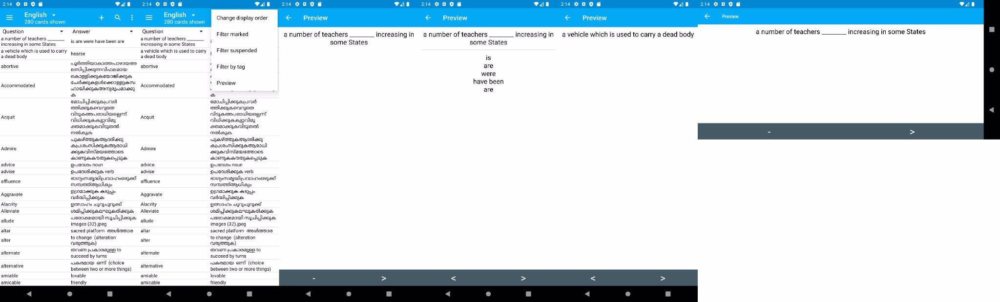 2:14
English
280 cards shown
Question
Answer
a number of teachers ________ increasing in some States
is are were have been are
a vehicle which is used to carry a dead body
hearse
abortive
പൂർത്തിയാകാത്തപാഴായഅലസിപ്പിക്കുന്നവിഫലമായ
Accommodated
കൊള്ളിക്കുകയോജിക്കുക
ചേർക്കുകഉൾക്കൊള്ളുകസ
ഹായിക്കുകഅനുരൂപമാക്കു
ക
Acquit
മോചിപ്പിക്കുകപ്രവർ
ത്തിക്കുകവെറുതെ
വിടുകഅപരാധിയല്ലെന്ന്
വിധിക്കുകകുറ്റവിമു
ക്തമാക്കുകവിടുതൽ
നൽകുക
Admire
പുകഴ്ത്തുകആദരിക്കു
കപ്രശംസിക്കുകആരാധി
ക്കുകവിസ്മയത്തോടെ
കാണുകകൗതുകപ്പെടുക
advice
ഉപദേശം noun
advise
ഉപദേശിക്കുക verb
affluence
ഭാഗ്യംസമൃദ്ധിപ്രവാഹംഒഴുക്ക്
സമ്പത്ത്ആധിക്യം
Aggravate
ഉഗ്രമാക്കുക കടുപ്പം
വർദ്ധിപ്പിക്കുക
Alacrity
ഉത്സാഹം ചുറുചുറുക്ക്
Alleviate
ശമിപ്പിക്കുകലഘൂകരിക്കുക
allude
പരോക്ഷമായി സൂചിപ്പിക്കുക
images (32).jpeg
altar
sacred platform അൾത്താര
alter
to change (alteration
വരുത്തുക)
alternate
തവണ പ്രകാരമുള്ള to
succeed by turns
alternative
പകരമായ ഒന്ന് (choice
between two or more things)
amiable
lovable
amicable
friendly
2:14
English
280 cards shown
Change display order
Filter marked
Filter suspended
Filter by tag
Preview
Question
a number of teachers ________
increasing in some States
a vehicle which is used to carry
a dead body
abortive
Accommodated
ക
Acquit
മോചിപ്പിക്കുകപ്രവർ
ത്തിക്കുകവെറുതെ
വിടുകഅപരാധിയല്ലെന്ന്
വിധിക്കുകകുറ്റവിമു
ക്തമാക്കുകവിടുതൽ
നൽകുക
Admire
പുകഴ്ത്തുകആദരിക്കു
കപ്രശംസിക്കുകആരാധി
ക്കുകവിസ്മയത്തോടെ
കാണുകകൗതുകപ്പെടുക
advice
ഉപദേശം noun
advise
ഉപദേശിക്കുക verb
affluence
ഭാഗ്യംസമൃദ്ധിപ്രവാഹംഒഴുക്ക്
സമ്പത്ത്ആധിക്യം
Aggravate
ഉഗ്രമാക്കുക കടുപ്പം
വർദ്ധിപ്പിക്കുക
Alacrity
ഉത്സാഹം ചുറുചുറുക്ക്
Alleviate
ശമിപ്പിക്കുകലഘൂകരിക്കുക
allude
പരോക്ഷമായി സൂചിപ്പിക്കുക
images (32).jpeg
altar
sacred platform അൾത്താര
alter
to change (alteration
വരുത്തുക)
alternate
തവണ പ്രകാരമുള്ള to
succeed by turns
alternative
പകരമായ ഒന്ന് (choice
between two or more things)
amiable
lovable
amicable
friendly
2:14
Preview
a number of teachers ________ increasing in
some States
- >
2:14
Preview
a number of teachers ________ increasing in
some States
is
are
were
have been
are
< >
2:14
Preview
a vehicle which is used to carry a dead body
< >
2:14
Preview
a number of teachers ________ increasing in some States
- >